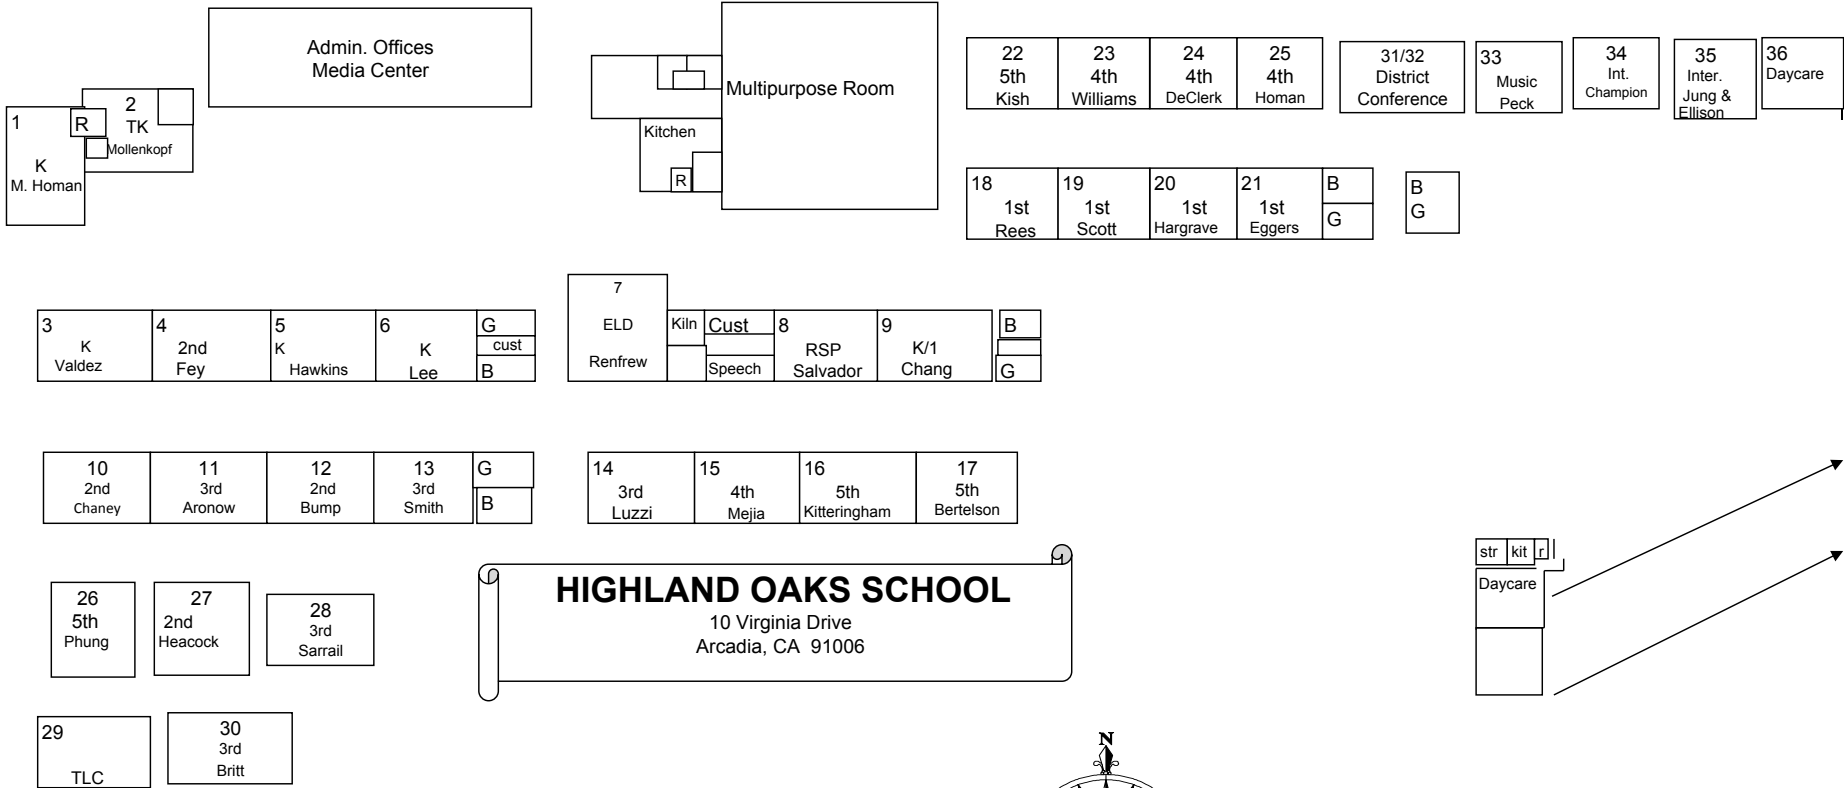 Admin. Offices
Media Center
Multipurpose Room
Kitchen
R
1
K
M. Homan
R
2
TK
Mollenkopf
22
5th
Kish
23
4th
Williams
24
4th
DeClerk
25
4th
Homan
31/32
District
Conference
33
Music
Peck
34
Int.
Champion
35
Inter.
Jung &
Ellison
36
Daycare
18
1st
Rees
19
1st
Scott
20
1st
Hargrave
21
1st
Eggers
B
G
B
G
3
K
Valdez
4
2nd
Fey
5
K
Hawkins
6
K
Lee
G
cust
B
7
ELD
Renfrew
Kiln
Cust
Speech
8
RSP
Salvador
9
K/1
Chang
B
G
10
2nd
Chaney
11
3rd
Aronow
12
2nd
Bump
13
3rd
Smith
G
B
14
3rd
Luzzi
15
4th
Mejia
16
5th
Kitteringham
17
5th
Bertelson
26
5th
Phung
27
2nd
Heacock
28
3rd
Sarrail
HIGHLAND OAKS SCHOOL
10 Virginia Drive
Arcadia, CA 91006
str
kit
r
Daycare
29
TLC
30
3rd
Britt
N